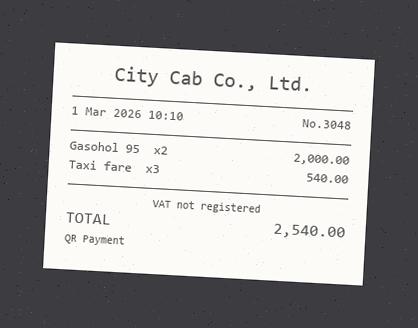 City Cab Co., Ltd.
1 Mar 2026 10:10 No.3048
Gasohol 95 x2 2,000.00
Taxi fare x3 540.00
VAT not registered
TOTAL 2,540.00
QR Payment